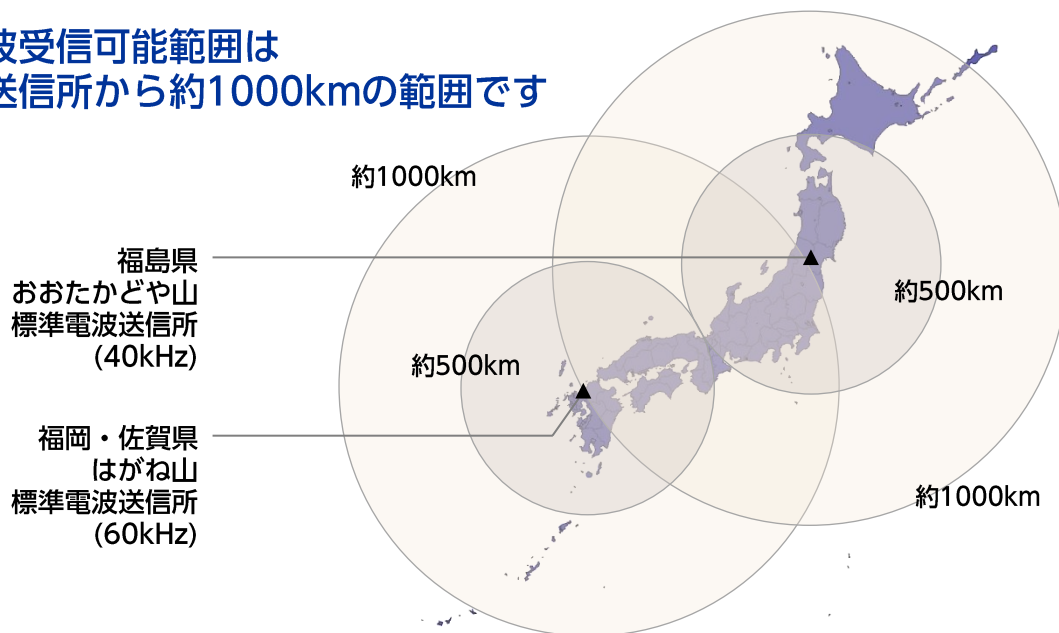 波受信可能範囲は
送信所から約1000kmの範囲です
約1000km
福島県
おおたかどや山
標準電波送信所
(40kHz)
約500km
約500km
福岡・佐賀県
はがね山
標準電波送信所
(60kHz)
約1000km